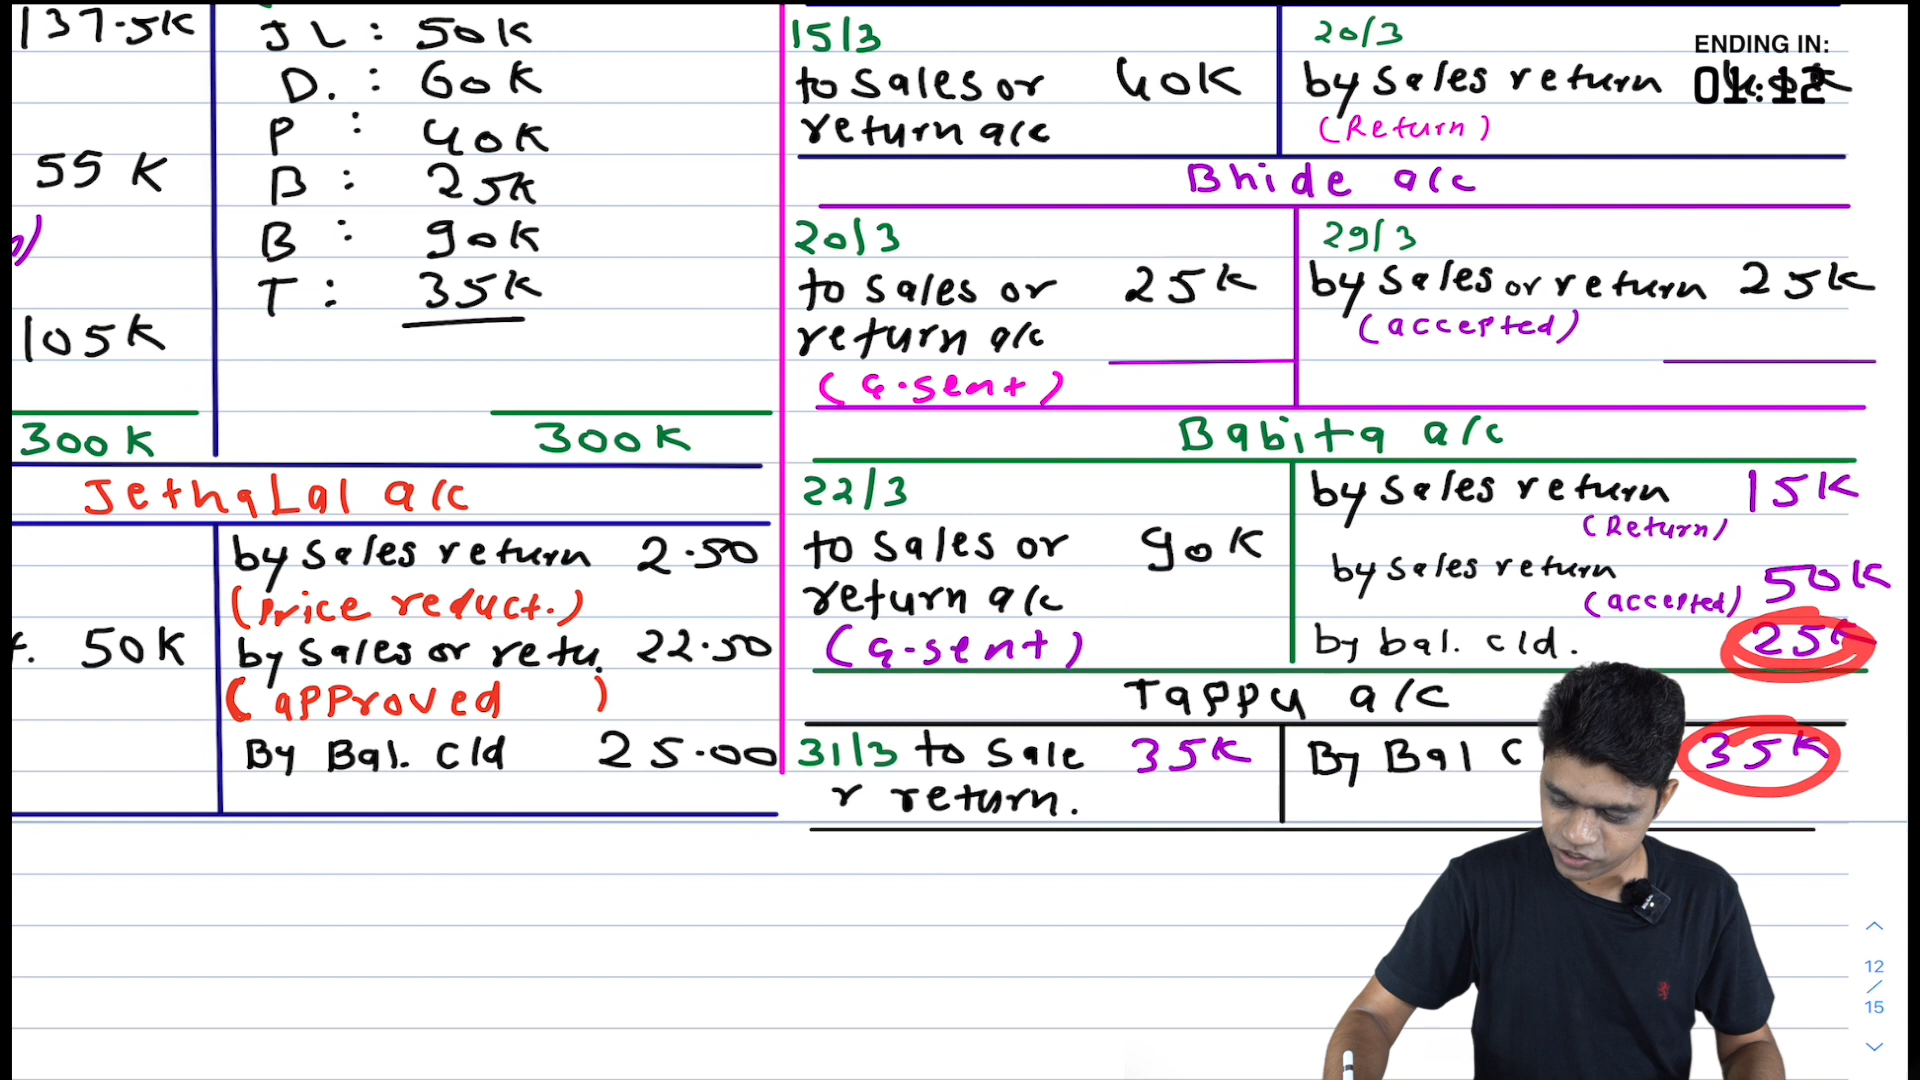 137.5K
55 K
105K
300K
J L : 50K
D. : 60K
P : 40K
B : 25K
B : 90K
T : 35K
300K
JethaLal a/c
50K
by Sales return 2.50
(Price reduct.)
by Sales or retu. 22.50
(approved )
By Bal. c/d 25.00
15/3
to Sales or 40K
return a/c
20/3
by Sales return
(Return)
ENDING IN:
01:12
Bhide a/c
20/3
to Sales or 25K
return a/c
(G.sent)
29/3
by Sales or return 25K
(accepted)
Babita a/c
22/3
to Sales or 90K
return a/c
(G-sent)
by Sales return 15K
(Return)
by Sales return 50K
(accepted)
by bal. c/d. 25K
Tappu a/c
31/3 to Sale 35K
r return.
By Bal C 35K
12
/
15